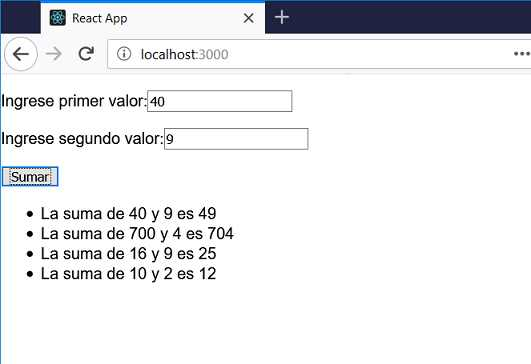 React App
localhost:3000
Ingrese primer valor:40
Ingrese segundo valor:9
Sumar
La suma de 40 y 9 es 49
La suma de 700 y 4 es 704
La suma de 16 y 9 es 25
La suma de 10 y 2 es 12